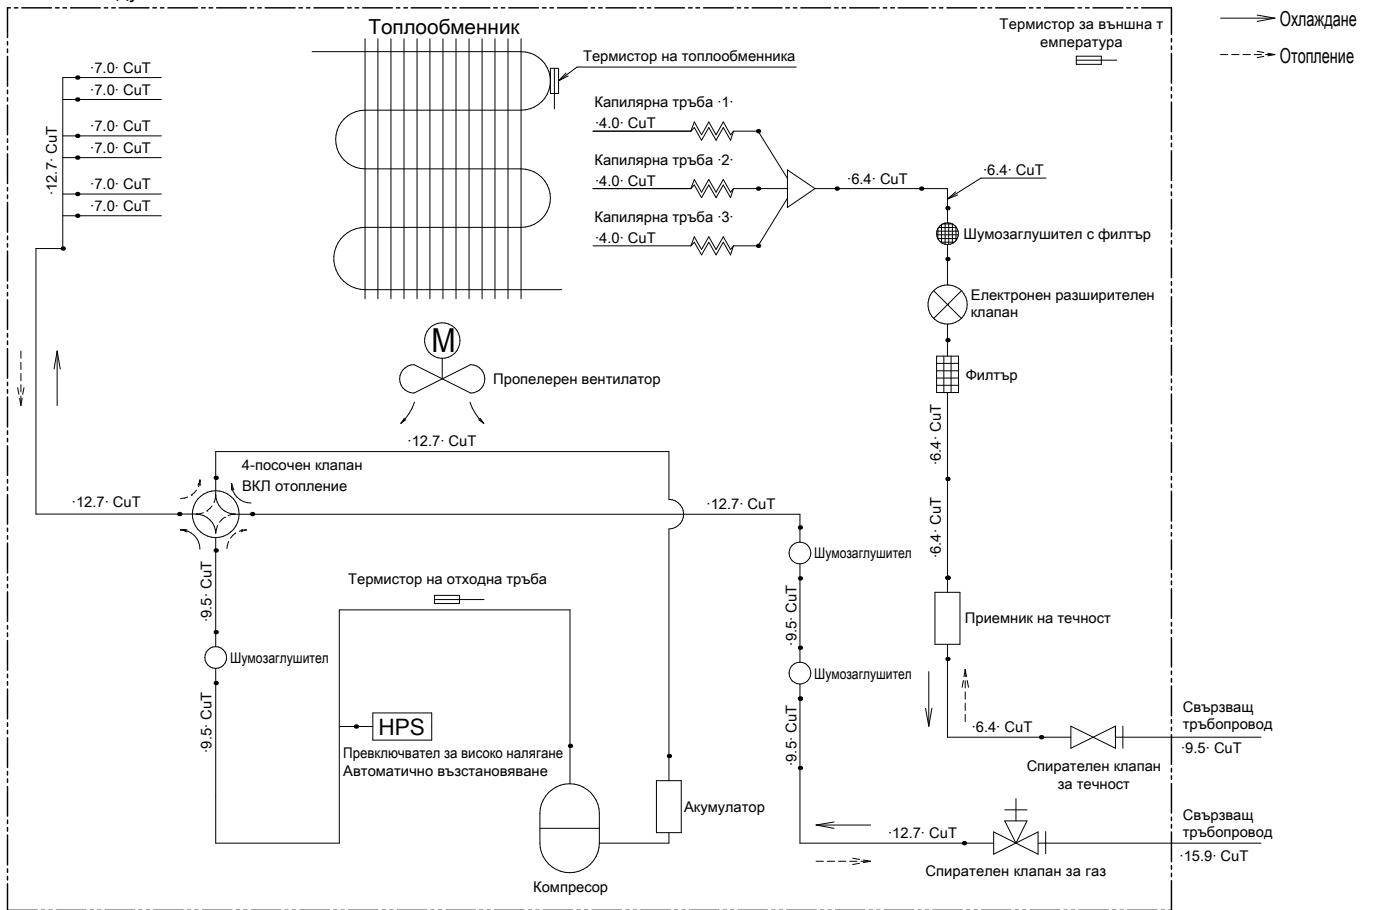 Топлообменник
Термистор за външна т
емпература
Охлаждане
Отопление
·7.0· CuT
·7.0· CuT
·7.0· CuT
·7.0· CuT
·7.0· CuT
·7.0· CuT
·12.7· CuT
Термистор на топлообменника
Капилярна тръба ·1·
·4.0· CuT
Капилярна тръба ·2·
·4.0· CuT
Капилярна тръба ·3·
·4.0· CuT
·6.4· CuT
·6.4· CuT
Шумозаглушител с филтър
Електронен разширителен
клапан
Филтър
M
Пропелерен вентилатор
·12.7· CuT
4-посочен клапан
ВКЛ отопление
·12.7· CuT
·12.7· CuT
·6.4· CuT
·6.4· CuT
Шумозаглушител
Термистор на отходна тръба
·9.5· CuT
·9.5· CuT
Приемник на течност
Шумозаглушител
Шумозаглушител
·9.5· CuT
·9.5· CuT
HPS
Превключвател за високо налягане
Автоматично възстановяване
·6.4· CuT
Свързващ
тръбопровод
·9.5· CuT
Спирателен клапан
за течност
Акумулатор
Компресор
·12.7· CuT
Свързващ
тръбопровод
·15.9· CuT
Спирателен клапан за газ